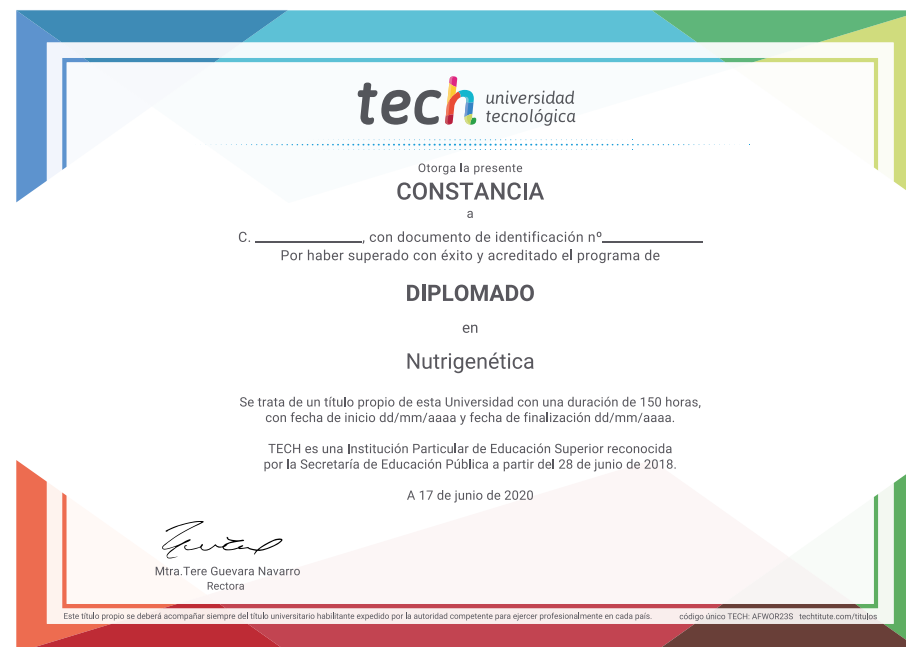 tech universidad
tecnológica
Otorga la presente
CONSTANCIA
a
C. ______________, con documento de identificación nº_____________
Por haber superado con éxito y acreditado el programa de
DIPLOMADO
en
Nutrigenética
Se trata de un título propio de esta Universidad con una duración de 150 horas,
con fecha de inicio dd/mm/aaaa y fecha de finalización dd/mm/aaaa.
TECH es una Institución Particular de Educación Superior reconocida
por la Secretaría de Educación Pública a partir del 28 de junio de 2018.
A 17 de junio de 2020
Mtra.Tere Guevara Navarro
Rectora
Este título propio se deberá acompañar siempre del título universitario habilitante expedido por la autoridad competente para ejercer profesionalmente en cada país. código único TECH: AFWOR23S techtitute.com/titulos